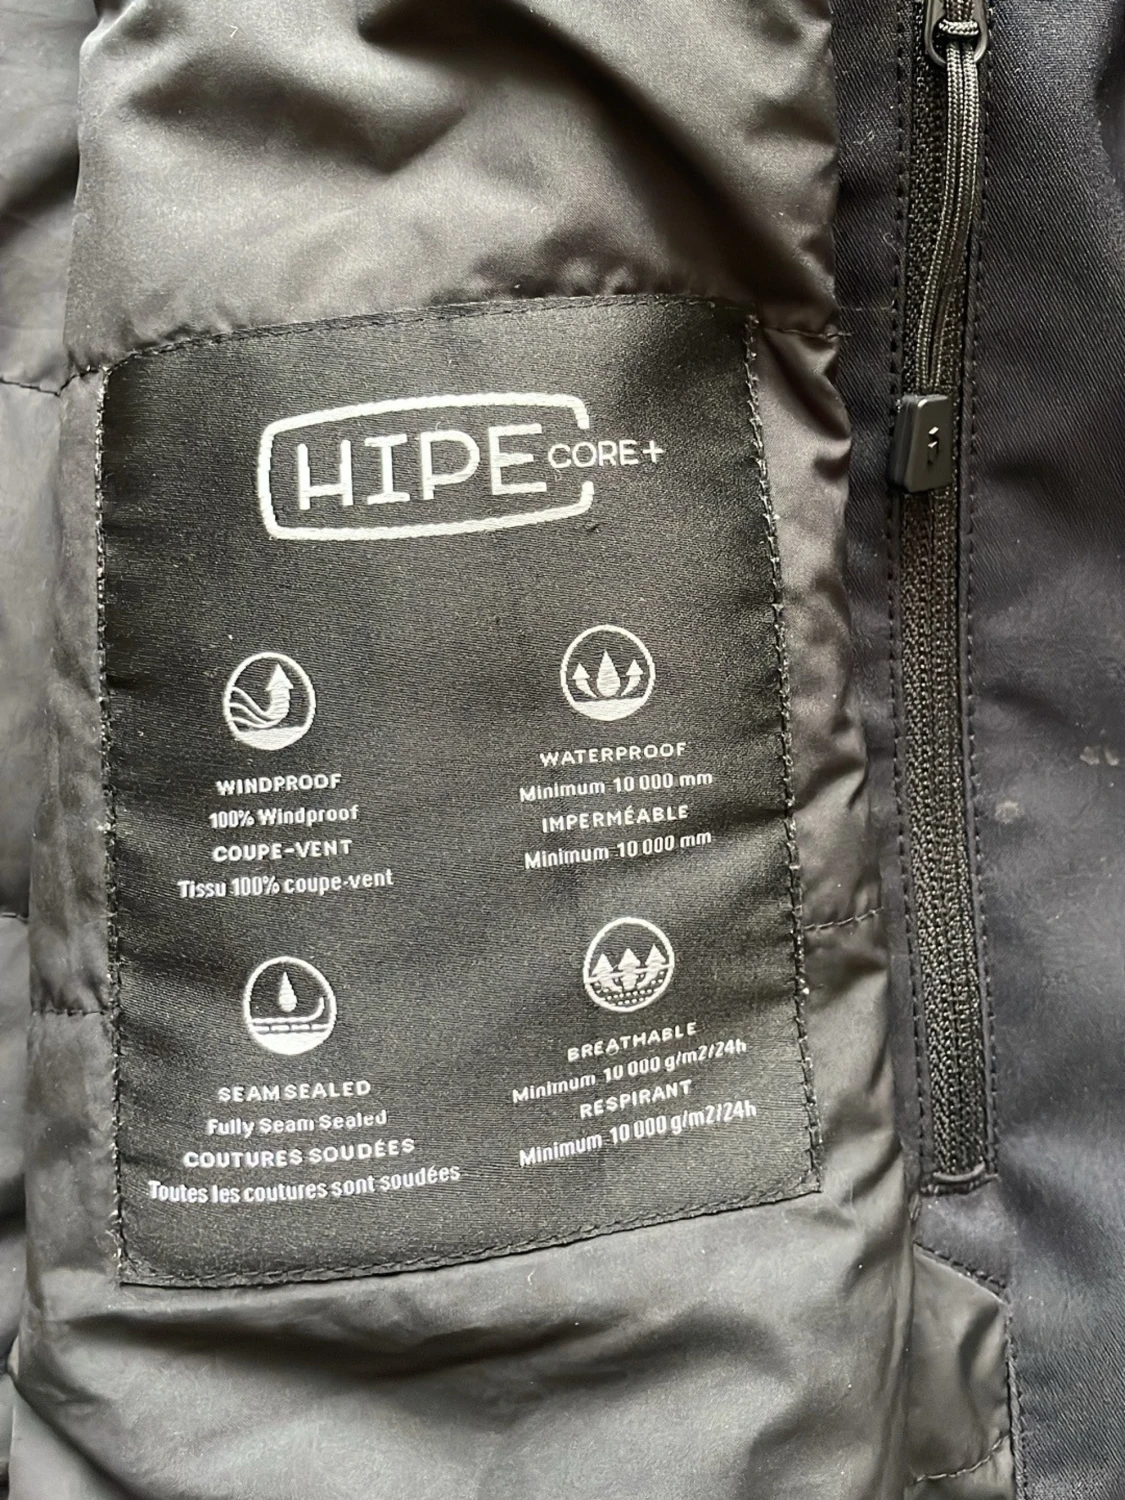 HIPE CORE+
WINDPROOF
100% Windproof
COUPE-VENT
Tissu 100% coupe-vent
WATERPROOF
Minimum 10 000 mm
IMPERMÉABLE
Minimum 10 000 mm
SEAM SEALED
Fully Seam Sealed
COUTURES SOUDÉES
Toutes les coutures sont soudées
BREATHABLE
Minimum 10 000 g/m2/24h
RESPIRANT
Minimum 10 000 g/m2/24h